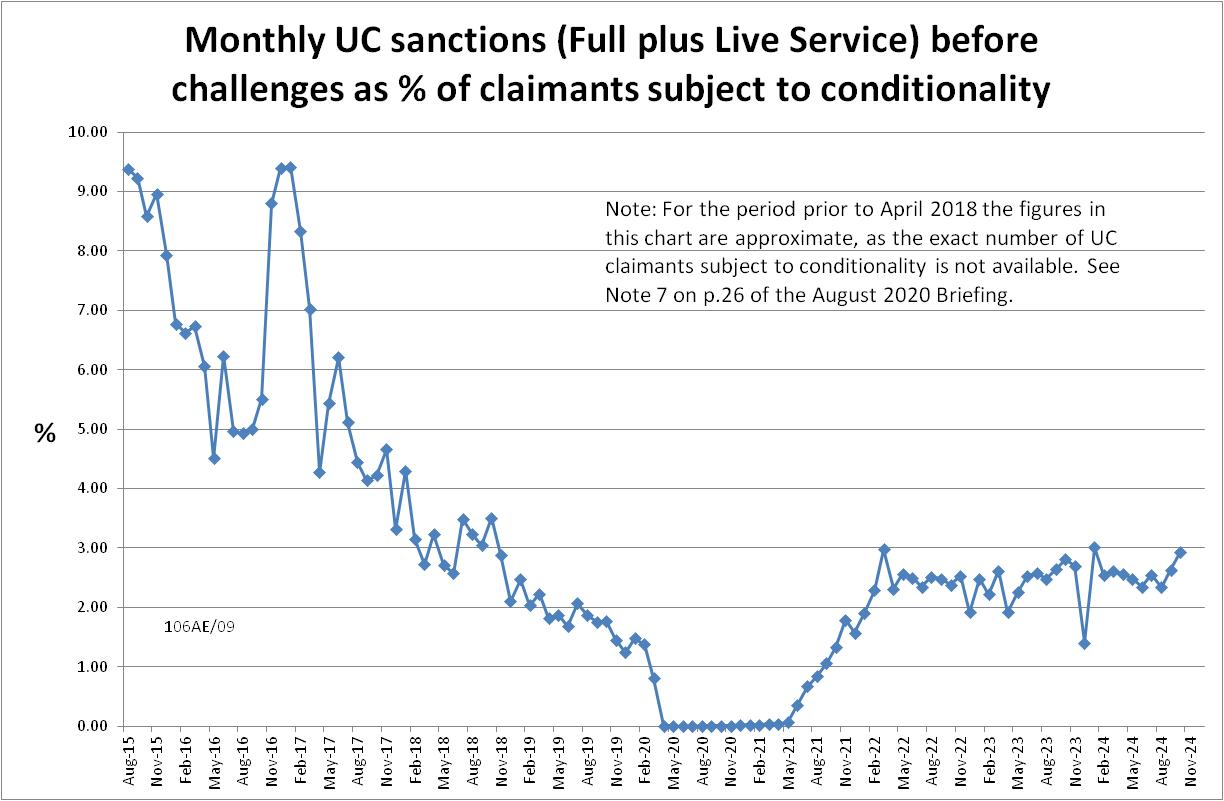 Monthly UC sanctions (Full plus Live Service) before
challenges as % of claimants subject to conditionality
10.00
9.00
8.00
7.00
6.00
5.00
4.00
3.00
2.00
1.00
0.00
%
Note: For the period prior to April 2018 the figures in
this chart are approximate, as the exact number of UC
claimants subject to conditionality is not available. See
Note 7 on p.26 of the August 2020 Briefing.
106AE/09
Aug-15
Nov-15
Feb-16
May-16
Aug-16
Nov-16
Feb-17
May-17
Aug-17
Nov-17
Feb-18
May-18
Aug-18
Nov-18
Feb-19
May-19
Aug-19
Nov-19
Feb-20
May-20
Aug-20
Nov-20
Feb-21
May-21
Aug-21
Nov-21
Feb-22
May-22
Aug-22
Nov-22
Feb-23
May-23
Aug-23
Nov-23
Feb-24
May-24
Aug-24
Nov-24